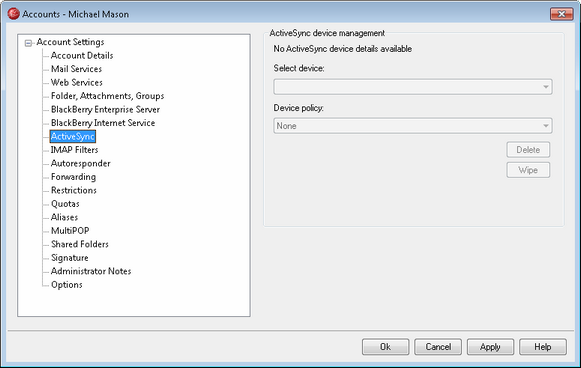 Accounts - Michael Mason
Account Settings
Account Details
Mail Services
Web Services
Folder, Attachments, Groups
BlackBerry Enterprise Server
BlackBerry Internet Service
ActiveSync
IMAP Filters
Autoresponder
Forwarding
Restrictions
Quotas
Aliases
MultiPOP
Shared Folders
Signature
Administrator Notes
Options
ActiveSync device management
No ActiveSync device details available
Select device:
Device policy:
None
Delete
Wipe
Ok
Cancel
Apply
Help